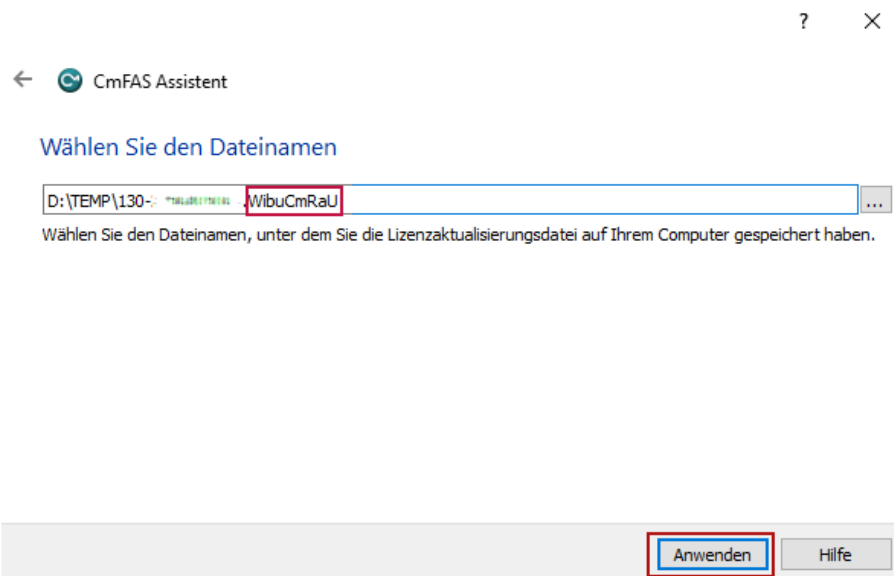 ?
CmFAS Assistent
Wählen Sie den Dateinamen
D:\TEMP\130- .WibuCmRaU
...
Wählen Sie den Dateinamen, unter dem Sie die Lizenzaktualisierungsdatei auf Ihrem Computer gespeichert haben.
Anwenden
Hilfe